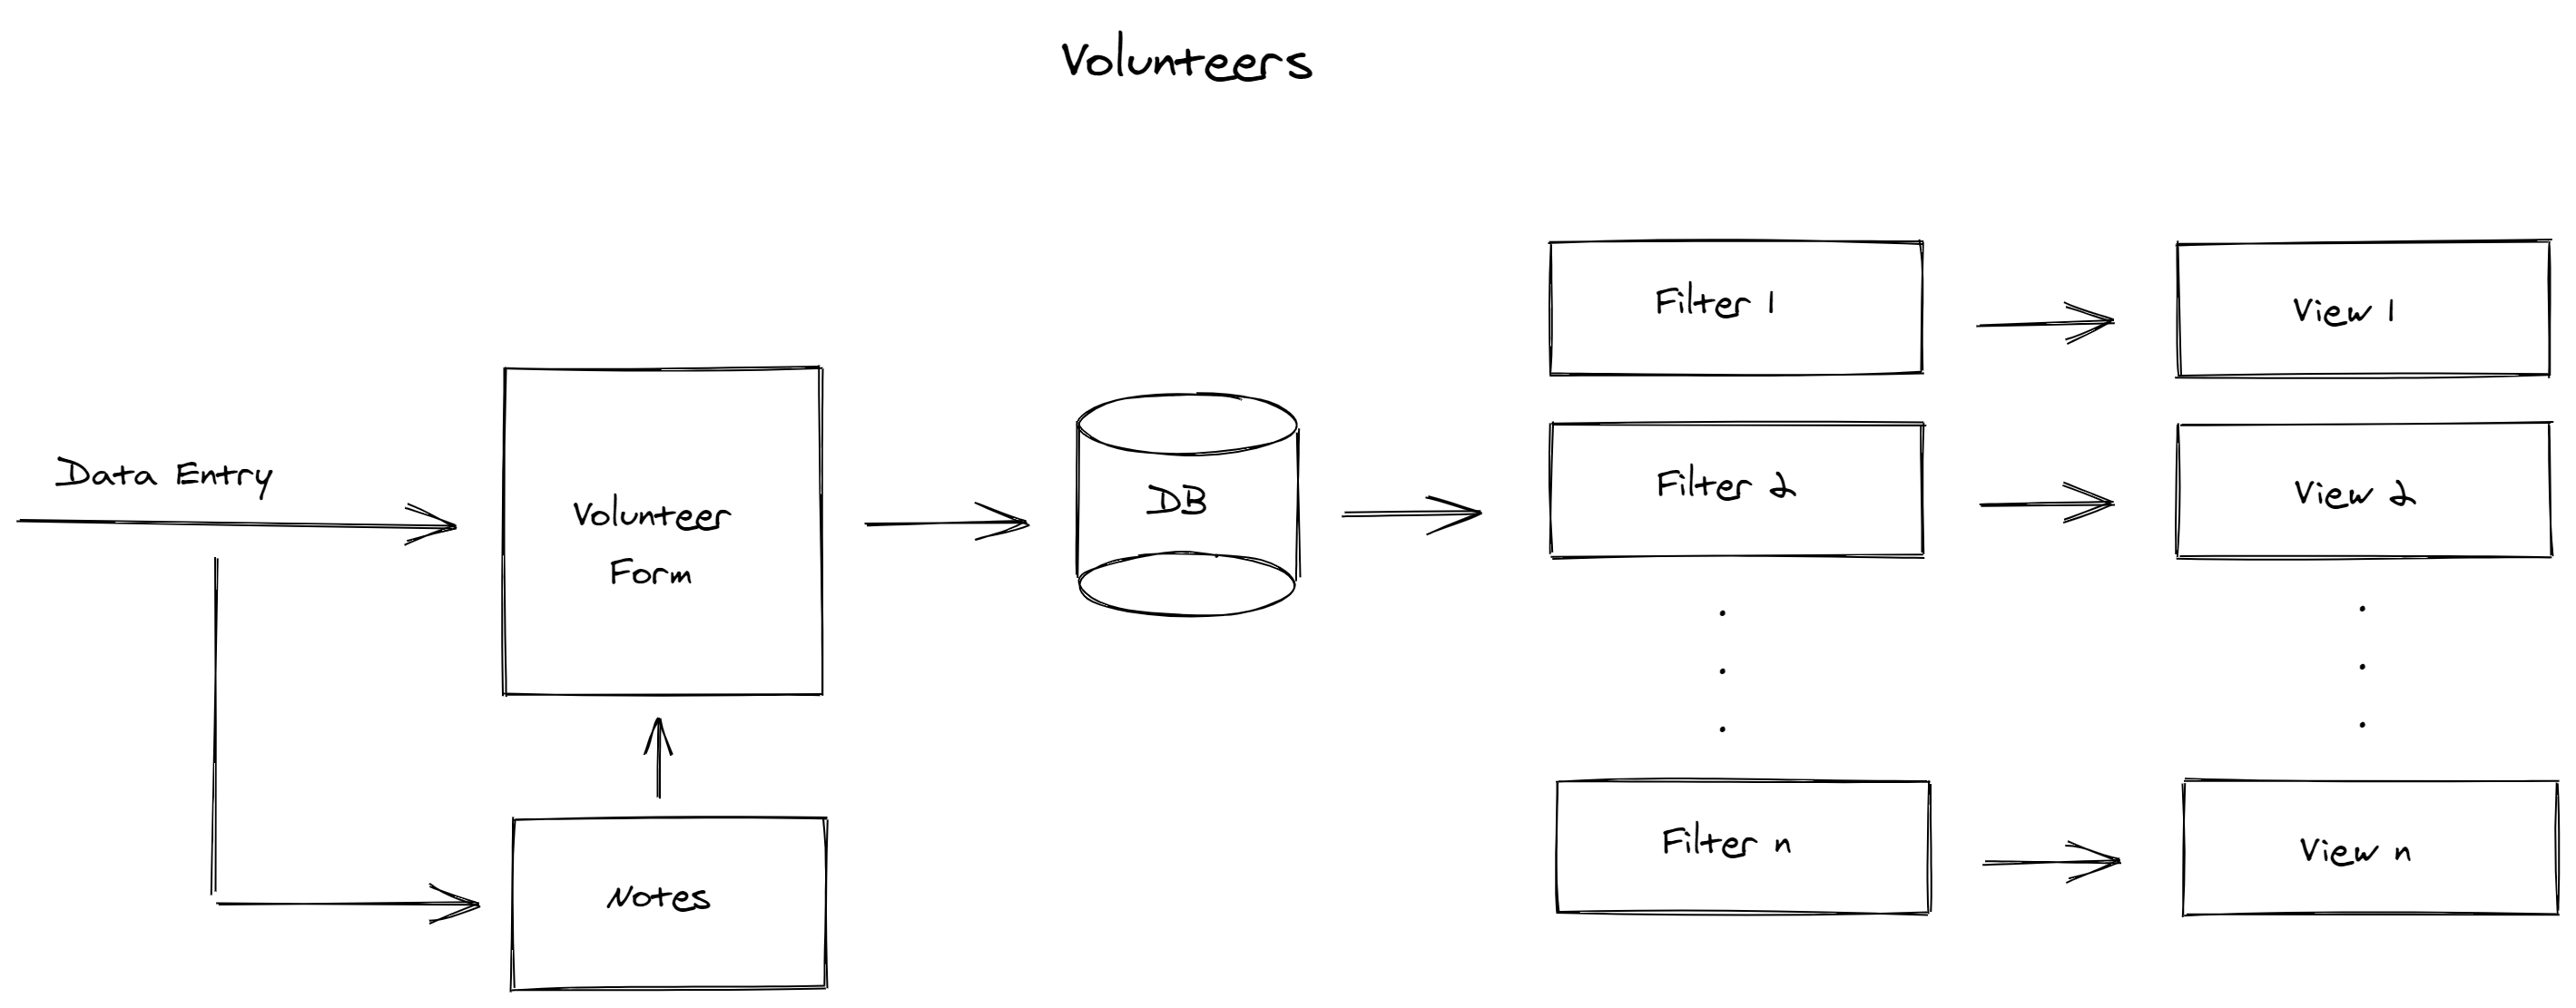 Volunteers
Data Entry
Volunteer
Form
Notes
DB
Filter 1
View 1
Filter 2
View 2
Filter n
View n